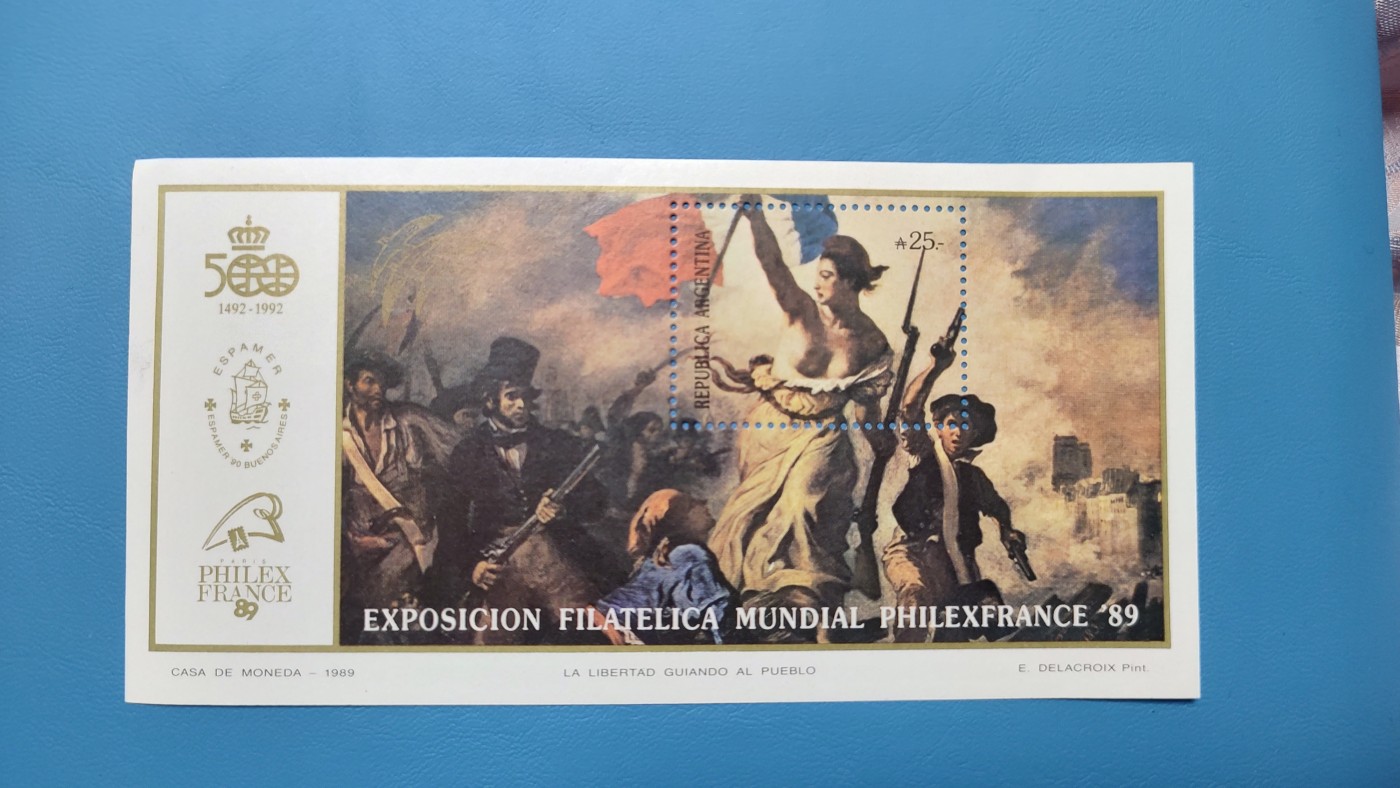 500
1492-1992
ESPAMER
ESPAMER 90 BUENOS AIRES
PARIS
PHILEX
FRANCE
89
REPUBLICA ARGENTINA
₳25.-
EXPOSICION FILATELICA MUNDIAL PHILEXFRANCE '89
CASA DE MONEDA – 1989
LA LIBERTAD GUIANDO AL PUEBLO
E. DELACROIX Pint.